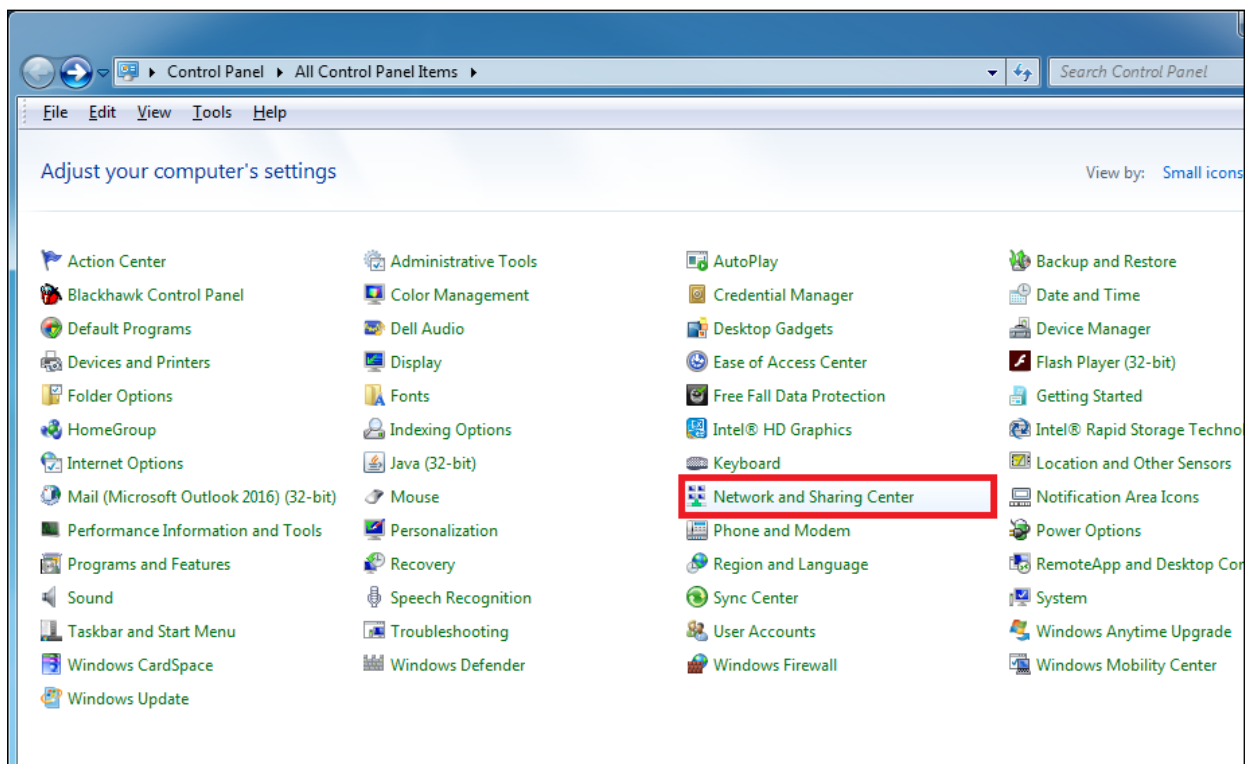 Control Panel All Control Panel Items Search Control Panel
File Edit View Tools Help
Adjust your computer's settings View by: Small icons
Action Center Administrative Tools AutoPlay Backup and Restore
Blackhawk Control Panel Color Management Credential Manager Date and Time
Default Programs Dell Audio Desktop Gadgets Device Manager
Devices and Printers Display Ease of Access Center Flash Player (32-bit)
Folder Options Fonts Free Fall Data Protection Getting Started
HomeGroup Indexing Options Intel® HD Graphics Intel® Rapid Storage Techno
Internet Options Java (32-bit) Keyboard Location and Other Sensors
Mail (Microsoft Outlook 2016) (32-bit) Mouse Network and Sharing Center Notification Area Icons
Performance Information and Tools Personalization Phone and Modem Power Options
Programs and Features Recovery Region and Language RemoteApp and Desktop Cor
Sound Speech Recognition Sync Center System
Taskbar and Start Menu Troubleshooting User Accounts Windows Anytime Upgrade
Windows CardSpace Windows Defender Windows Firewall Windows Mobility Center
Windows Update